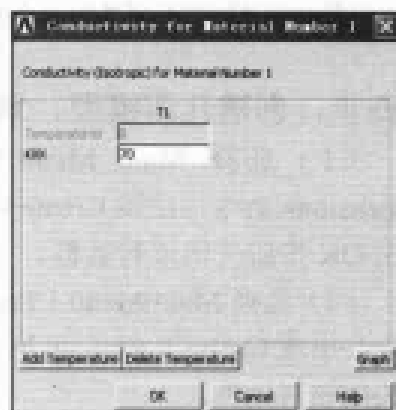 Conductivity for Material Number 1
Conductivity (Isotropic) for Material Number 1
T1
Temperatures
KXX 70
Add Temperature Delete Temperature Graph
OK Cancel Help